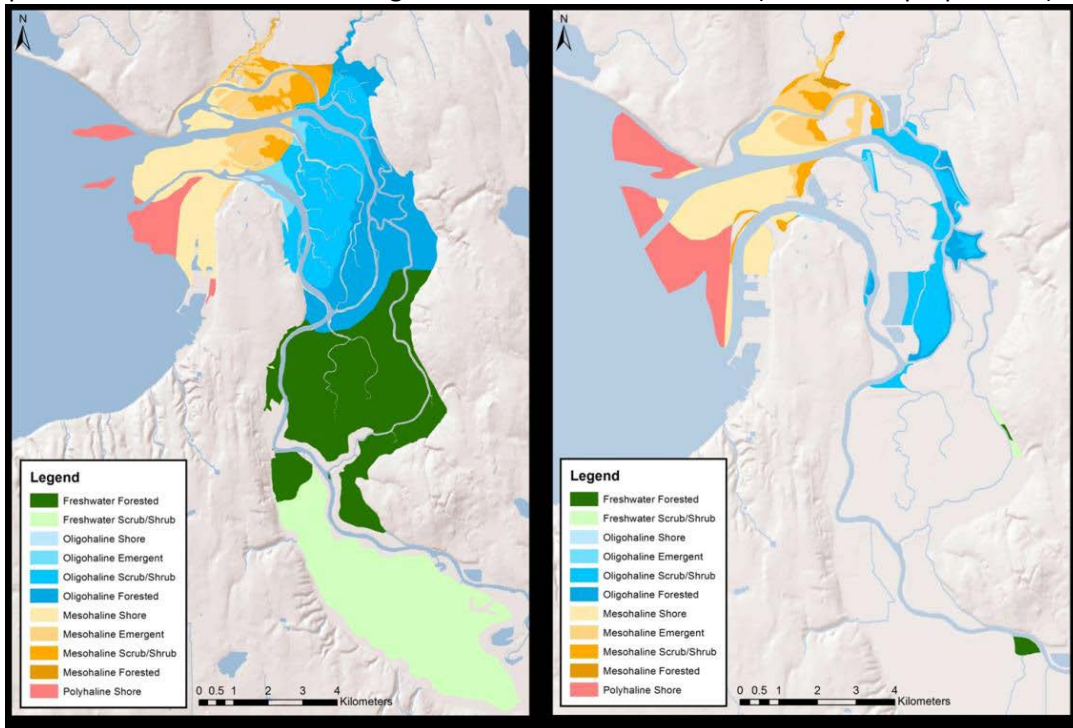 N
Legend
Freshwater Forested
Freshwater Scrub/Shrub
Oligohaline Shore
Oligohaline Emergent
Oligohaline Scrub/Shrub
Oligohaline Forested
Mesohaline Shore
Mesohaline Emergent
Mesohaline Scrub/Shrub
Mesohaline Forested
Polyhaline Shore
0 0.5 1 2 3 4
Kilometers
N
Legend
Freshwater Forested
Freshwater Scrub/Shrub
Oligohaline Shore
Oligohaline Emergent
Oligohaline Scrub/Shrub
Oligohaline Forested
Mesohaline Shore
Mesohaline Emergent
Mesohaline Scrub/Shrub
Mesohaline Forested
Polyhaline Shore
0 0.5 1 2 3 4
Kilometers